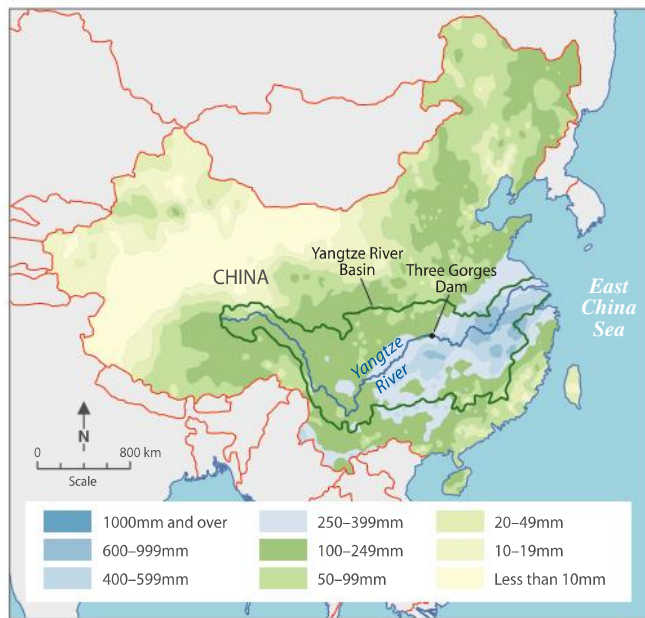 Yangtze River
Basin
Three Gorges
Dam
CHINA
East
China
Sea
Yangtze
River
N
0
800 km
Scale
1000mm and over
250–399mm
20–49mm
600–999mm
100–249mm
10–19mm
400–599mm
50–99mm
Less than 10mm